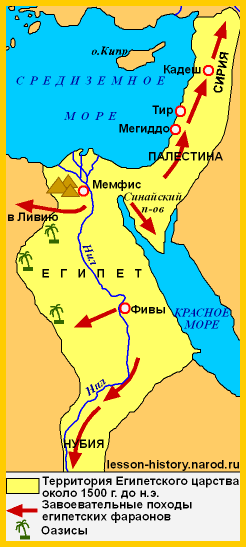 о.Кипр
СИРИЯ
Кадеш
СРЕДИЗЕМНОЕ
МОРЕ
Тир
Мегиддо
ПАЛЕСТИНА
Мемфис
Синайский
п-ов
в Ливию
Нил
ЕГИПЕТ
Фивы
КРАСНОЕ
МОРЕ
Нил
НУБИЯ
lesson-history.narod.ru
Территория Египетского царства
около 1500 г. до н.э.
Завоевательные походы
египетских фараонов
Оазисы